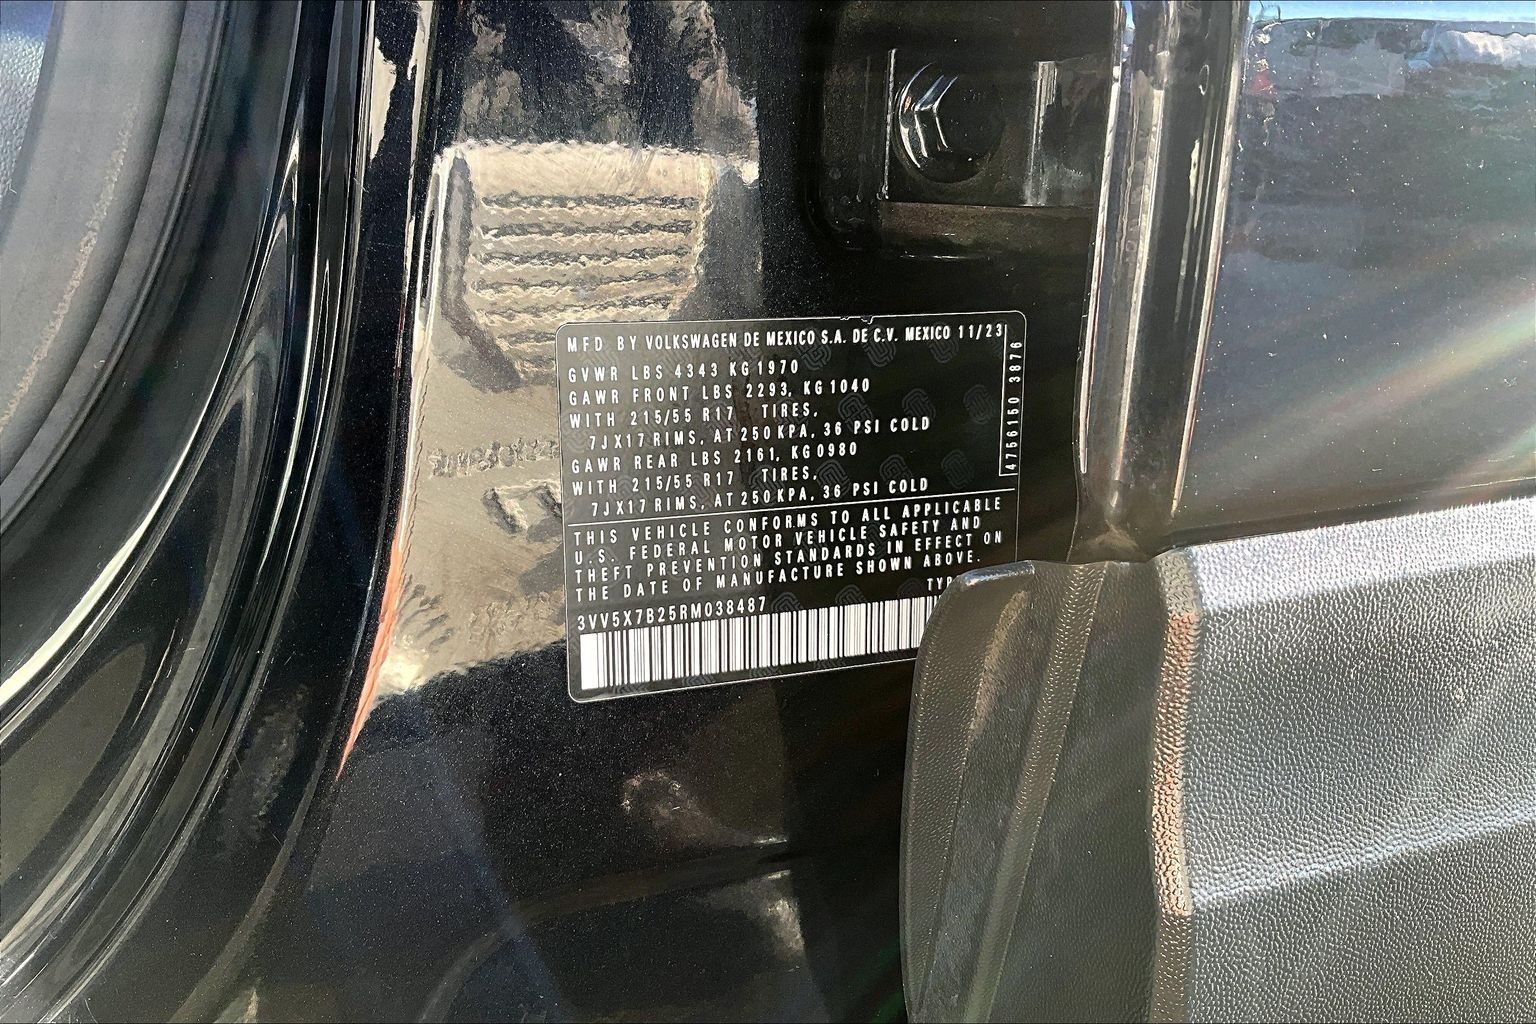 MFD BY VOLKSWAGEN DE MEXICO S.A. DE C.V. MEXICO 11/23
GVWR LBS 4343 KG 1970
GAWR FRONT LBS 2293, KG 1040
WITH 215/55 R17 TIRES,
7JX17 RIMS, AT 250 KPA, 36 PSI COLD
GAWR REAR LBS 2161, KG 0980
WITH 215/55 R17 TIRES,
7JX17 RIMS, AT 250 KPA, 36 PSI COLD
THIS VEHICLE CONFORMS TO ALL APPLICABLE
U.S. FEDERAL MOTOR VEHICLE SAFETY AND
THEFT PREVENTION STANDARDS IN EFFECT ON
THE DATE OF MANUFACTURE SHOWN ABOVE.
3VV5X7B25RM038487
4756150 3876